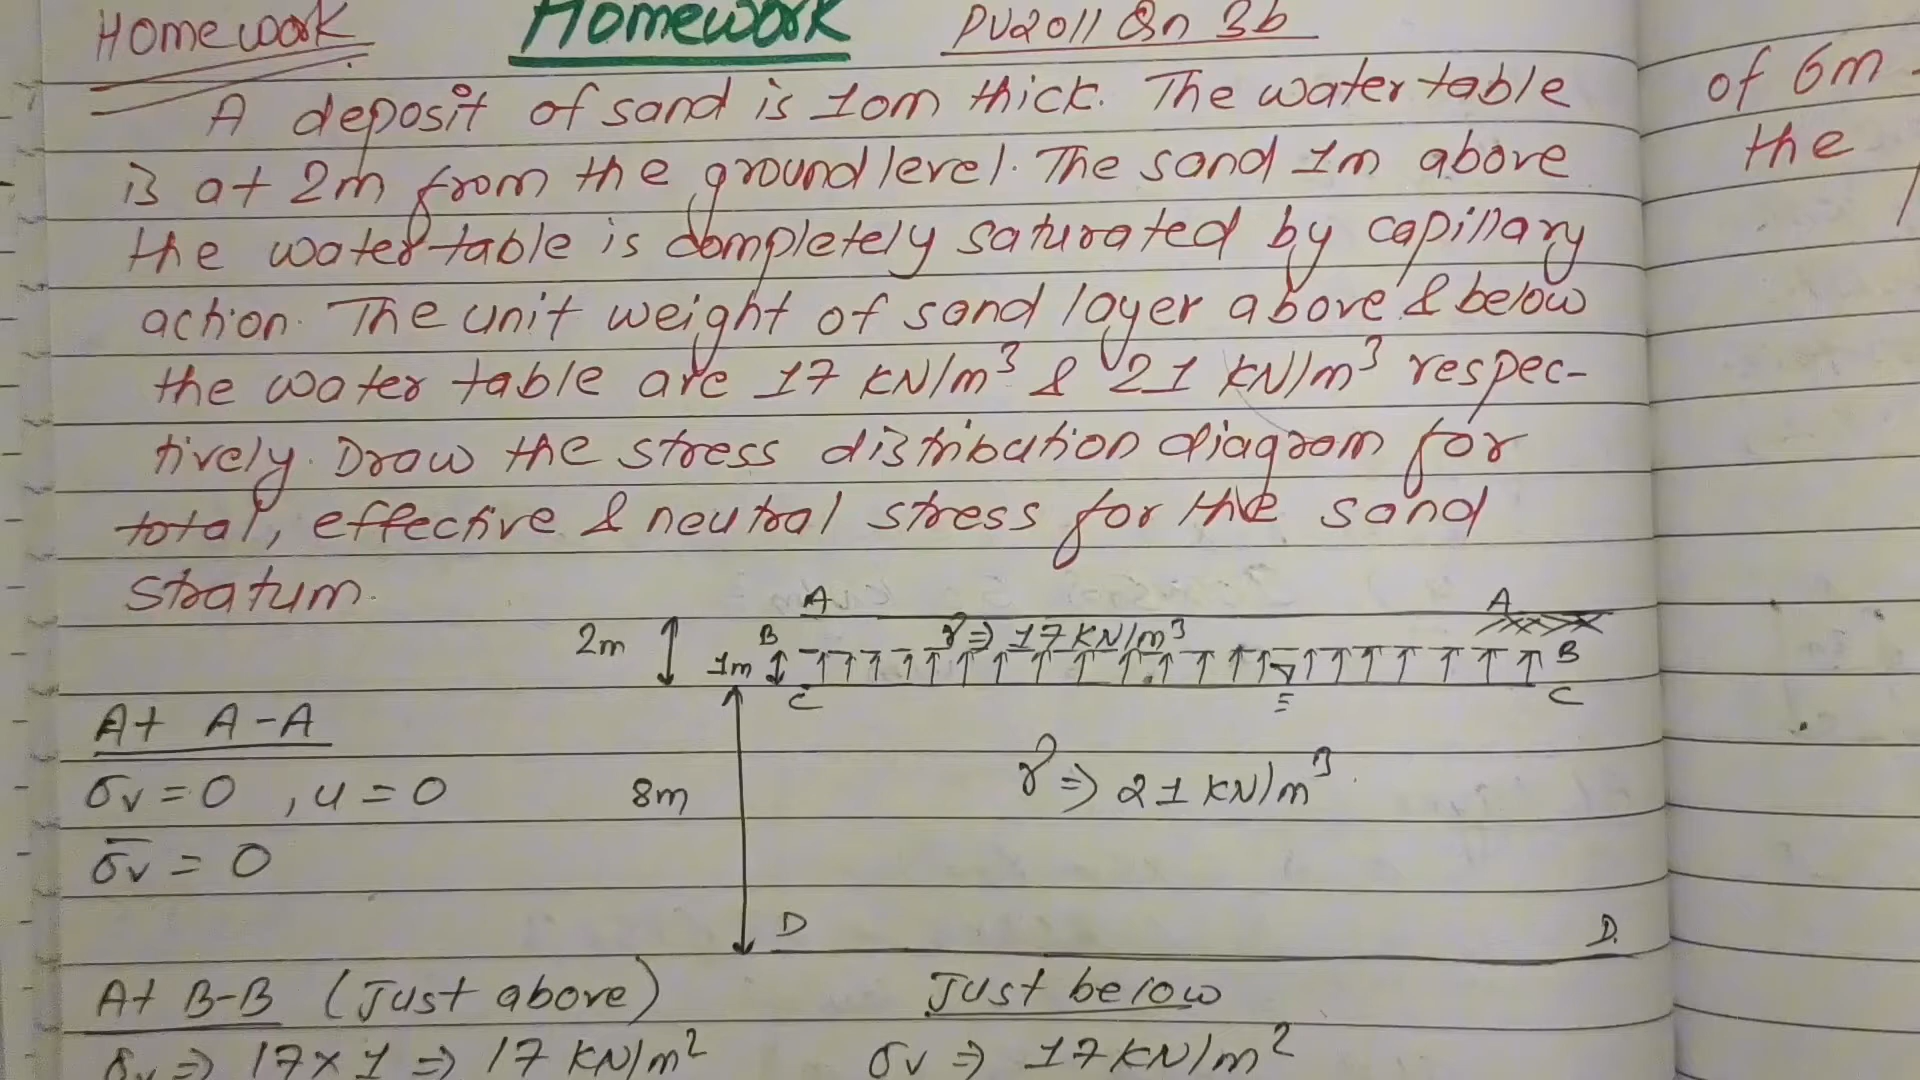 Homework Homework PU2011 Qn 3b
A deposit of sand is 10m thick. The water table
is at 2m from the ground level. The sand 1m above
the water table is completely saturated by capillary
action. The unit weight of sand layer above & below
the water table are 17 KN/m³ & 21 KN/m³ respec-
tively. Draw the stress distribution diagram for
total, effective & neutral stress for the sand
stratum.
of 6m
the
A A
2m B γ => 17 KN/m³ B
1m
C C
At A-A
σv = 0 , u = 0
8m γ => 21 KN/m³
σ̄v = 0
D D.
At B-B (Just above) Just below
σv => 17 x 1 => 17 KN/m² σv => 17 KN/m²